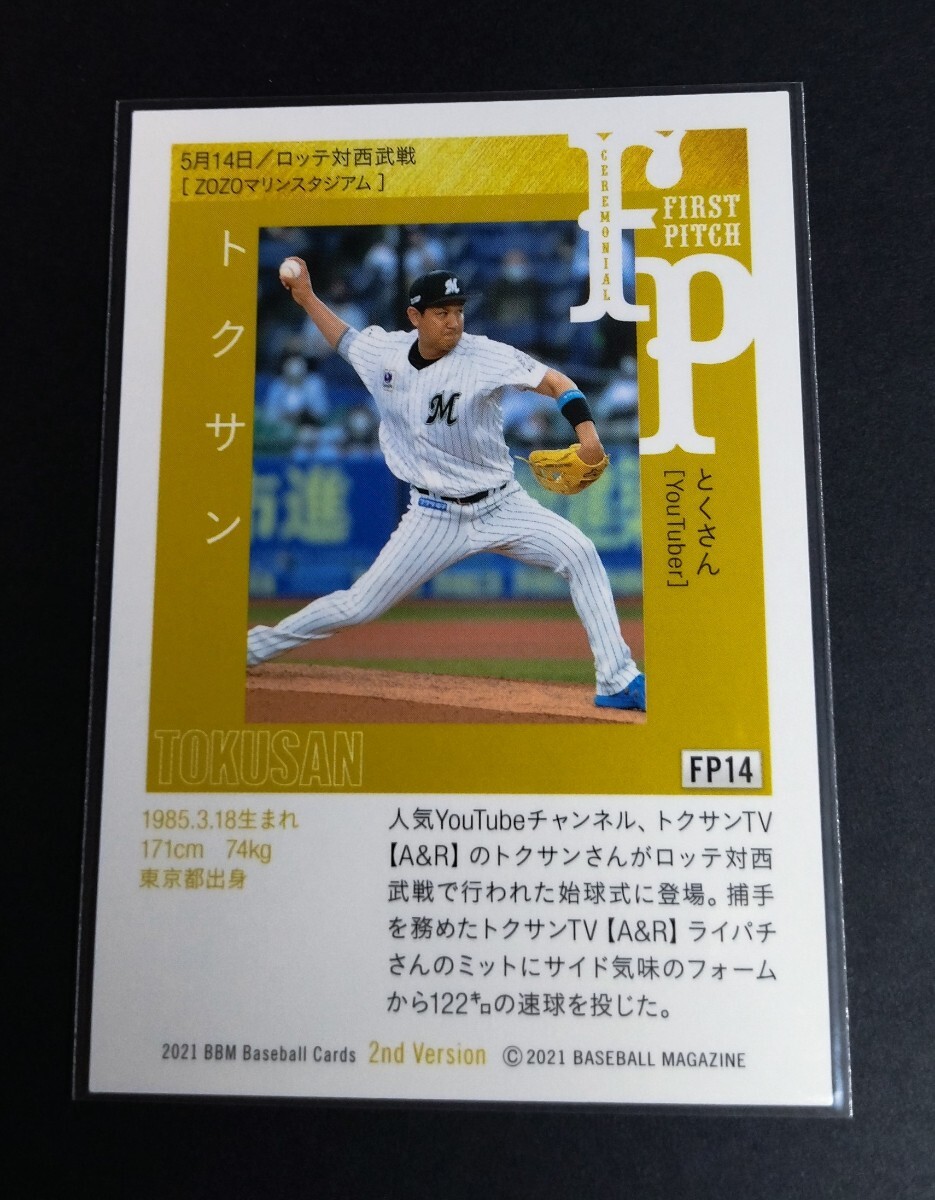 5月14日／ロッテ対西武戦
[ ZOZOマリンスタジアム ]
CEREMONIAL
FP
FIRST
PITCH
トクサン
M
M
とくさん
[YouTuber]
TOKUSAN
FP14
1985.3.18生まれ
171cm 74kg
東京都出身
人気YouTubeチャンネル、トクサンTV
【A&R】のトクサンさんがロッテ対西
武戦で行われた始球式に登場。捕手
を務めたトクサンTV【A&R】ライパチ
さんのミットにサイド気味のフォーム
から122㌔の速球を投じた。
2021 BBM Baseball Cards 2nd Version ©2021 BASEBALL MAGAZINE